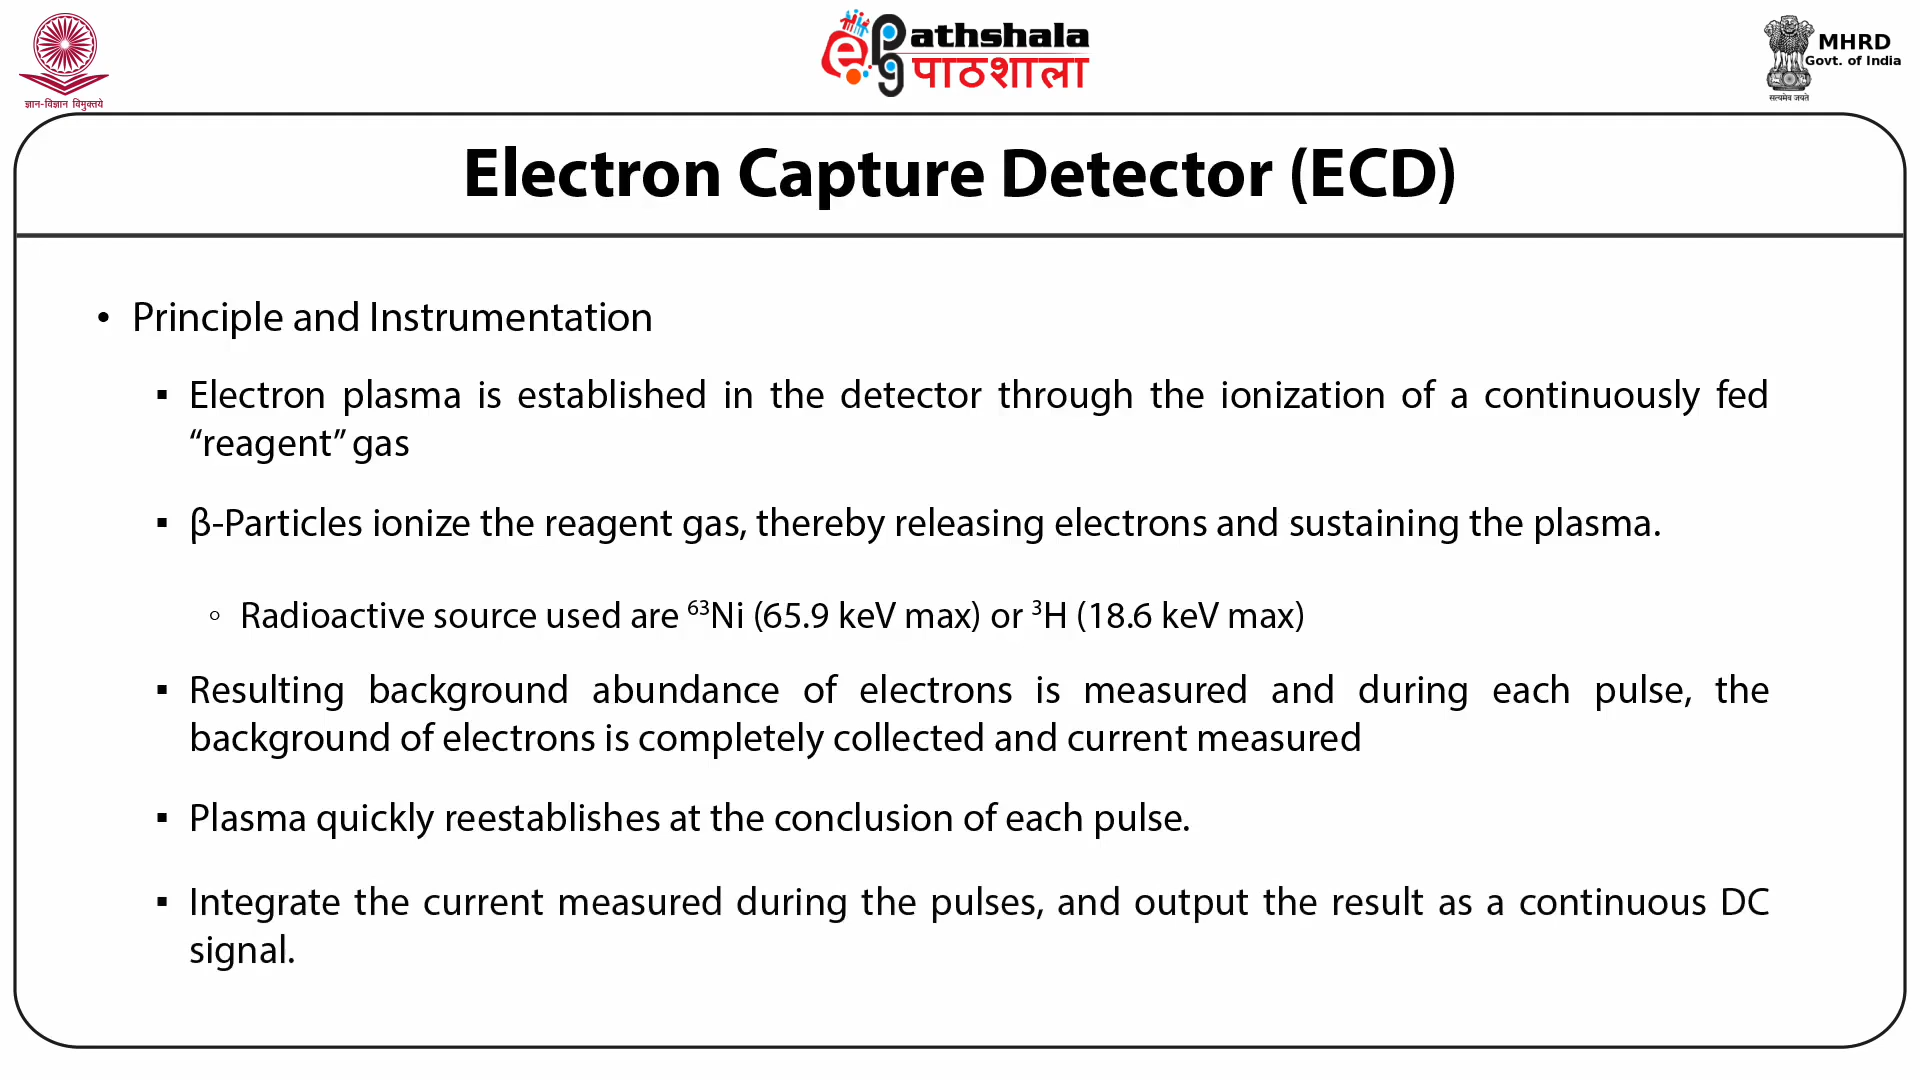 ज्ञान-विज्ञान विमुक्तये
e Pathshala
पाठशाला
MHRD
Govt. of India
सत्यमेव जयते
Electron Capture Detector (ECD)
• Principle and Instrumentation
▪ Electron plasma is established in the detector through the ionization of a continuously fed
“reagent” gas
▪ β-Particles ionize the reagent gas, thereby releasing electrons and sustaining the plasma.
◦ Radioactive source used are ⁶³Ni (65.9 keV max) or ³H (18.6 keV max)
▪ Resulting background abundance of electrons is measured and during each pulse, the
background of electrons is completely collected and current measured
▪ Plasma quickly reestablishes at the conclusion of each pulse.
▪ Integrate the current measured during the pulses, and output the result as a continuous DC
signal.